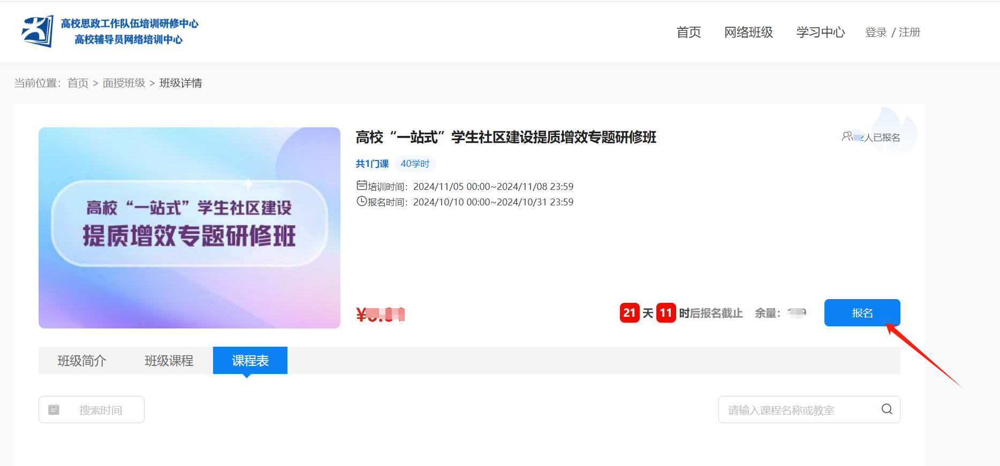 高校思政工作队伍培训研修中心
高校辅导员网络培训中心
首页 网络班级 学习中心 登录 / 注册
当前位置：首页 > 面授班级 > 班级详情
高校“一站式”学生社区建设
提质增效专题研修班
高校“一站式”学生社区建设提质增效专题研修班
人已报名
共1门课 40学时
培训时间：2024/11/05 00:00~2024/11/08 23:59
报名时间：2024/10/10 00:00~2024/10/31 23:59
¥
21 天 11 时后报名截止 余量：
报名
班级简介 班级课程 课程表
搜索时间
请输入课程名称或教室